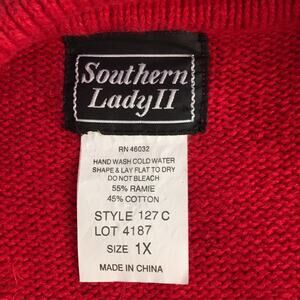 Southern
Lady II
RN 46032
HAND WASH COLD WATER
SHAPE & LAY FLAT TO DRY
DO NOT BLEACH
55% RAMIE
45% COTTON
STYLE 127 C
LOT 4187
SIZE 1X
MADE IN CHINA